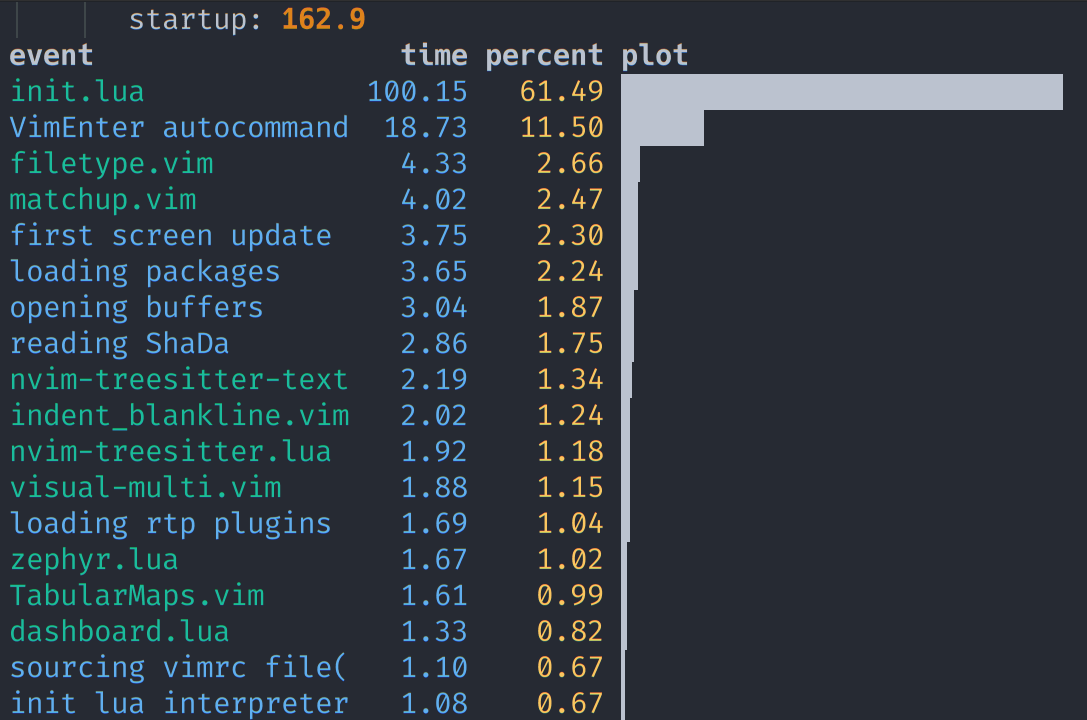 startup: 162.9
event time percent plot
init.lua 100.15 61.49
VimEnter autocommand 18.73 11.50
filetype.vim 4.33 2.66
matchup.vim 4.02 2.47
first screen update 3.75 2.30
loading packages 3.65 2.24
opening buffers 3.04 1.87
reading ShaDa 2.86 1.75
nvim-treesitter-text 2.19 1.34
indent_blankline.vim 2.02 1.24
nvim-treesitter.lua 1.92 1.18
visual-multi.vim 1.88 1.15
loading rtp plugins 1.69 1.04
zephyr.lua 1.67 1.02
TabularMaps.vim 1.61 0.99
dashboard.lua 1.33 0.82
sourcing vimrc file( 1.10 0.67
init lua interpreter 1.08 0.67